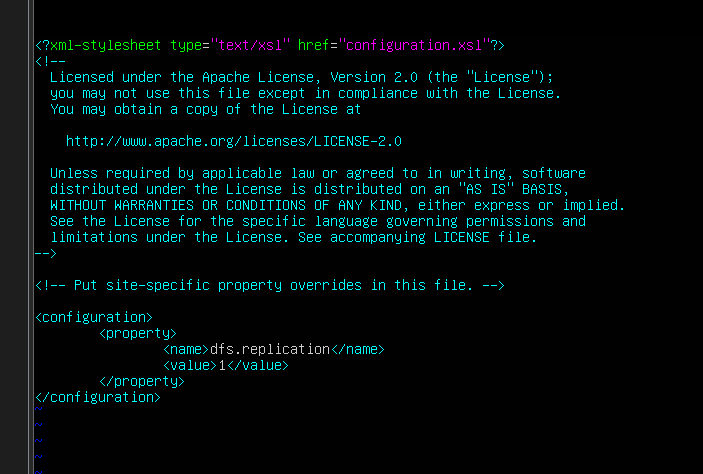 <?xml-stylesheet type="text/xsl" href="configuration.xsl"?>
<!--
  Licensed under the Apache License, Version 2.0 (the "License");
  you may not use this file except in compliance with the License.
  You may obtain a copy of the License at

    http://www.apache.org/licenses/LICENSE-2.0

  Unless required by applicable law or agreed to in writing, software
  distributed under the License is distributed on an "AS IS" BASIS,
  WITHOUT WARRANTIES OR CONDITIONS OF ANY KIND, either express or implied.
  See the License for the specific language governing permissions and
  limitations under the License. See accompanying LICENSE file.
-->

<!-- Put site-specific property overrides in this file. -->

<configuration>
        <property>
                <name>dfs.replication</name>
                <value>1</value>
        </property>
</configuration>
~
~
~
~